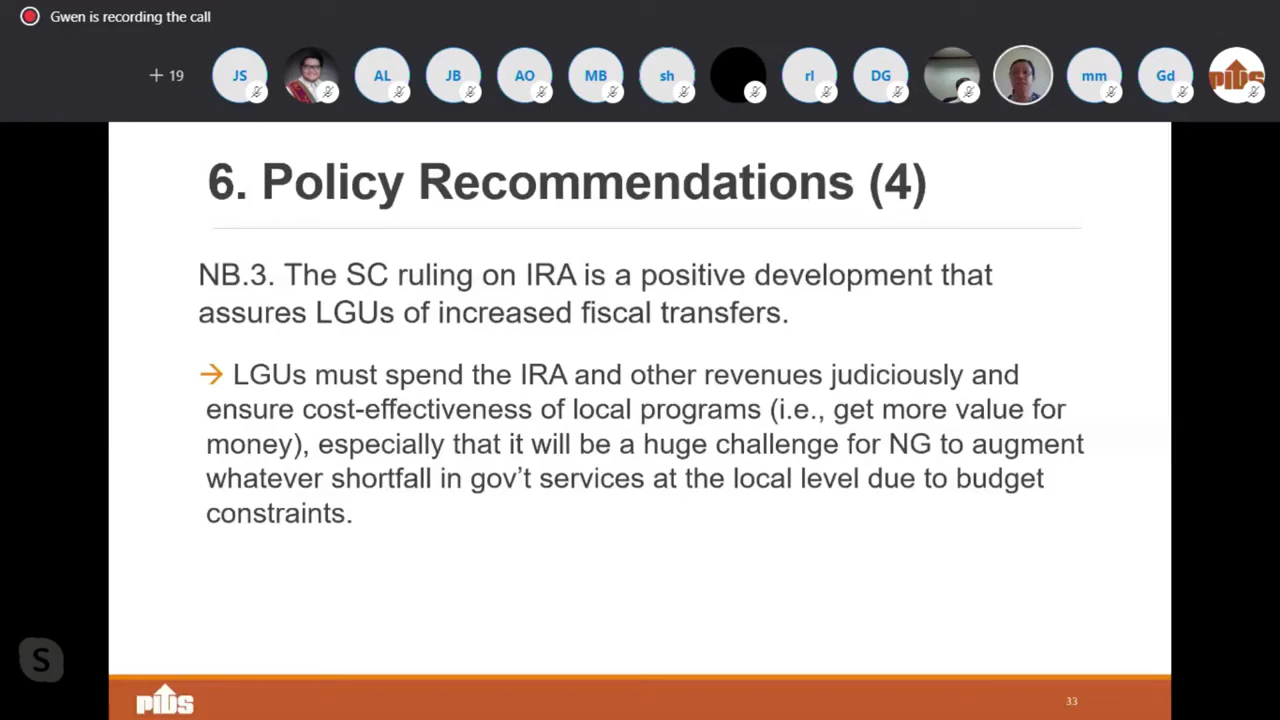 Gwen is recording the call
+ 19
JS
AL
JB
AO
MB
sh
rl
DG
mm
Gd
PIDS
6. Policy Recommendations (4)
NB.3. The SC ruling on IRA is a positive development that
assures LGUs of increased fiscal transfers.
→ LGUs must spend the IRA and other revenues judiciously and
ensure cost-effectiveness of local programs (i.e., get more value for
money), especially that it will be a huge challenge for NG to augment
whatever shortfall in gov't services at the local level due to budget
constraints.
S
PIDS
33